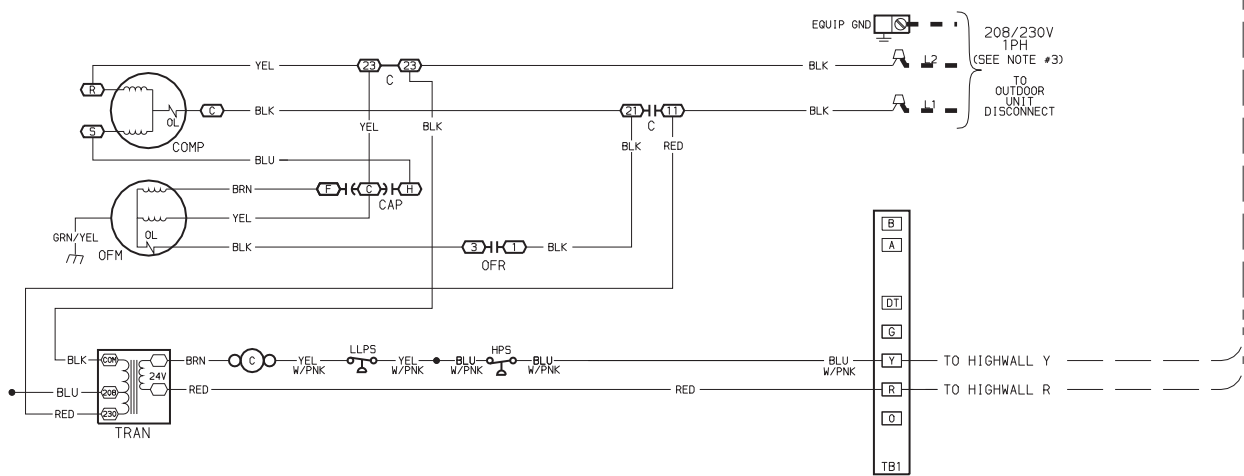 EQUIP GND
208/230V
1PH
(SEE NOTE #3)
TO
OUTDOOR
UNIT
DISCONNECT
YEL
23
23
C
BLK
L2
R
C
BLK
21
11
C
BLK
L1
OL
S
COMP
YEL
BLK
BLK
RED
BLU
BRN
F
C
H
CAP
YEL
GRN/YEL
OL
OFM
BLK
3
1
BLK
OFR
B
A
DT
G
BLK
COM
BRN
C
YEL
W/PNK
LLPS
YEL
W/PNK
BLU
W/PNK
HPS
BLU
W/PNK
BLU
W/PNK
Y
TO HIGHWALL Y
24V
BLU
208
RED
RED
R
TO HIGHWALL R
RED
230
O
TRAN
TB1